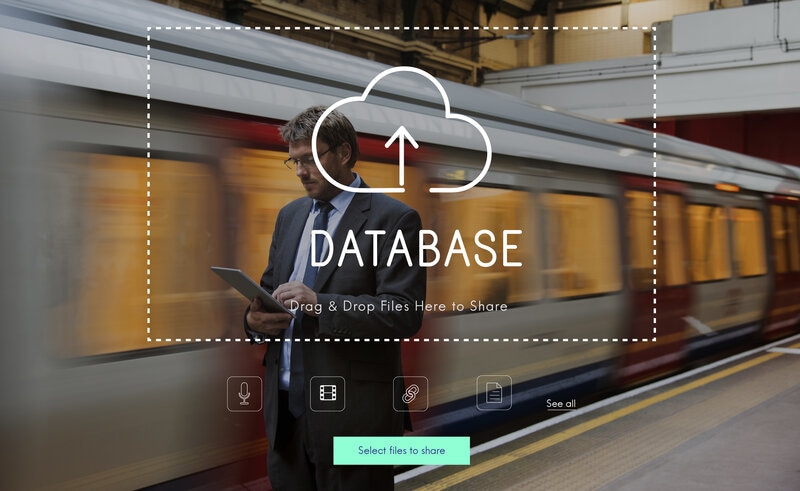 DATABASE
Drag & Drop Files Here to Share
See all
Select files to share